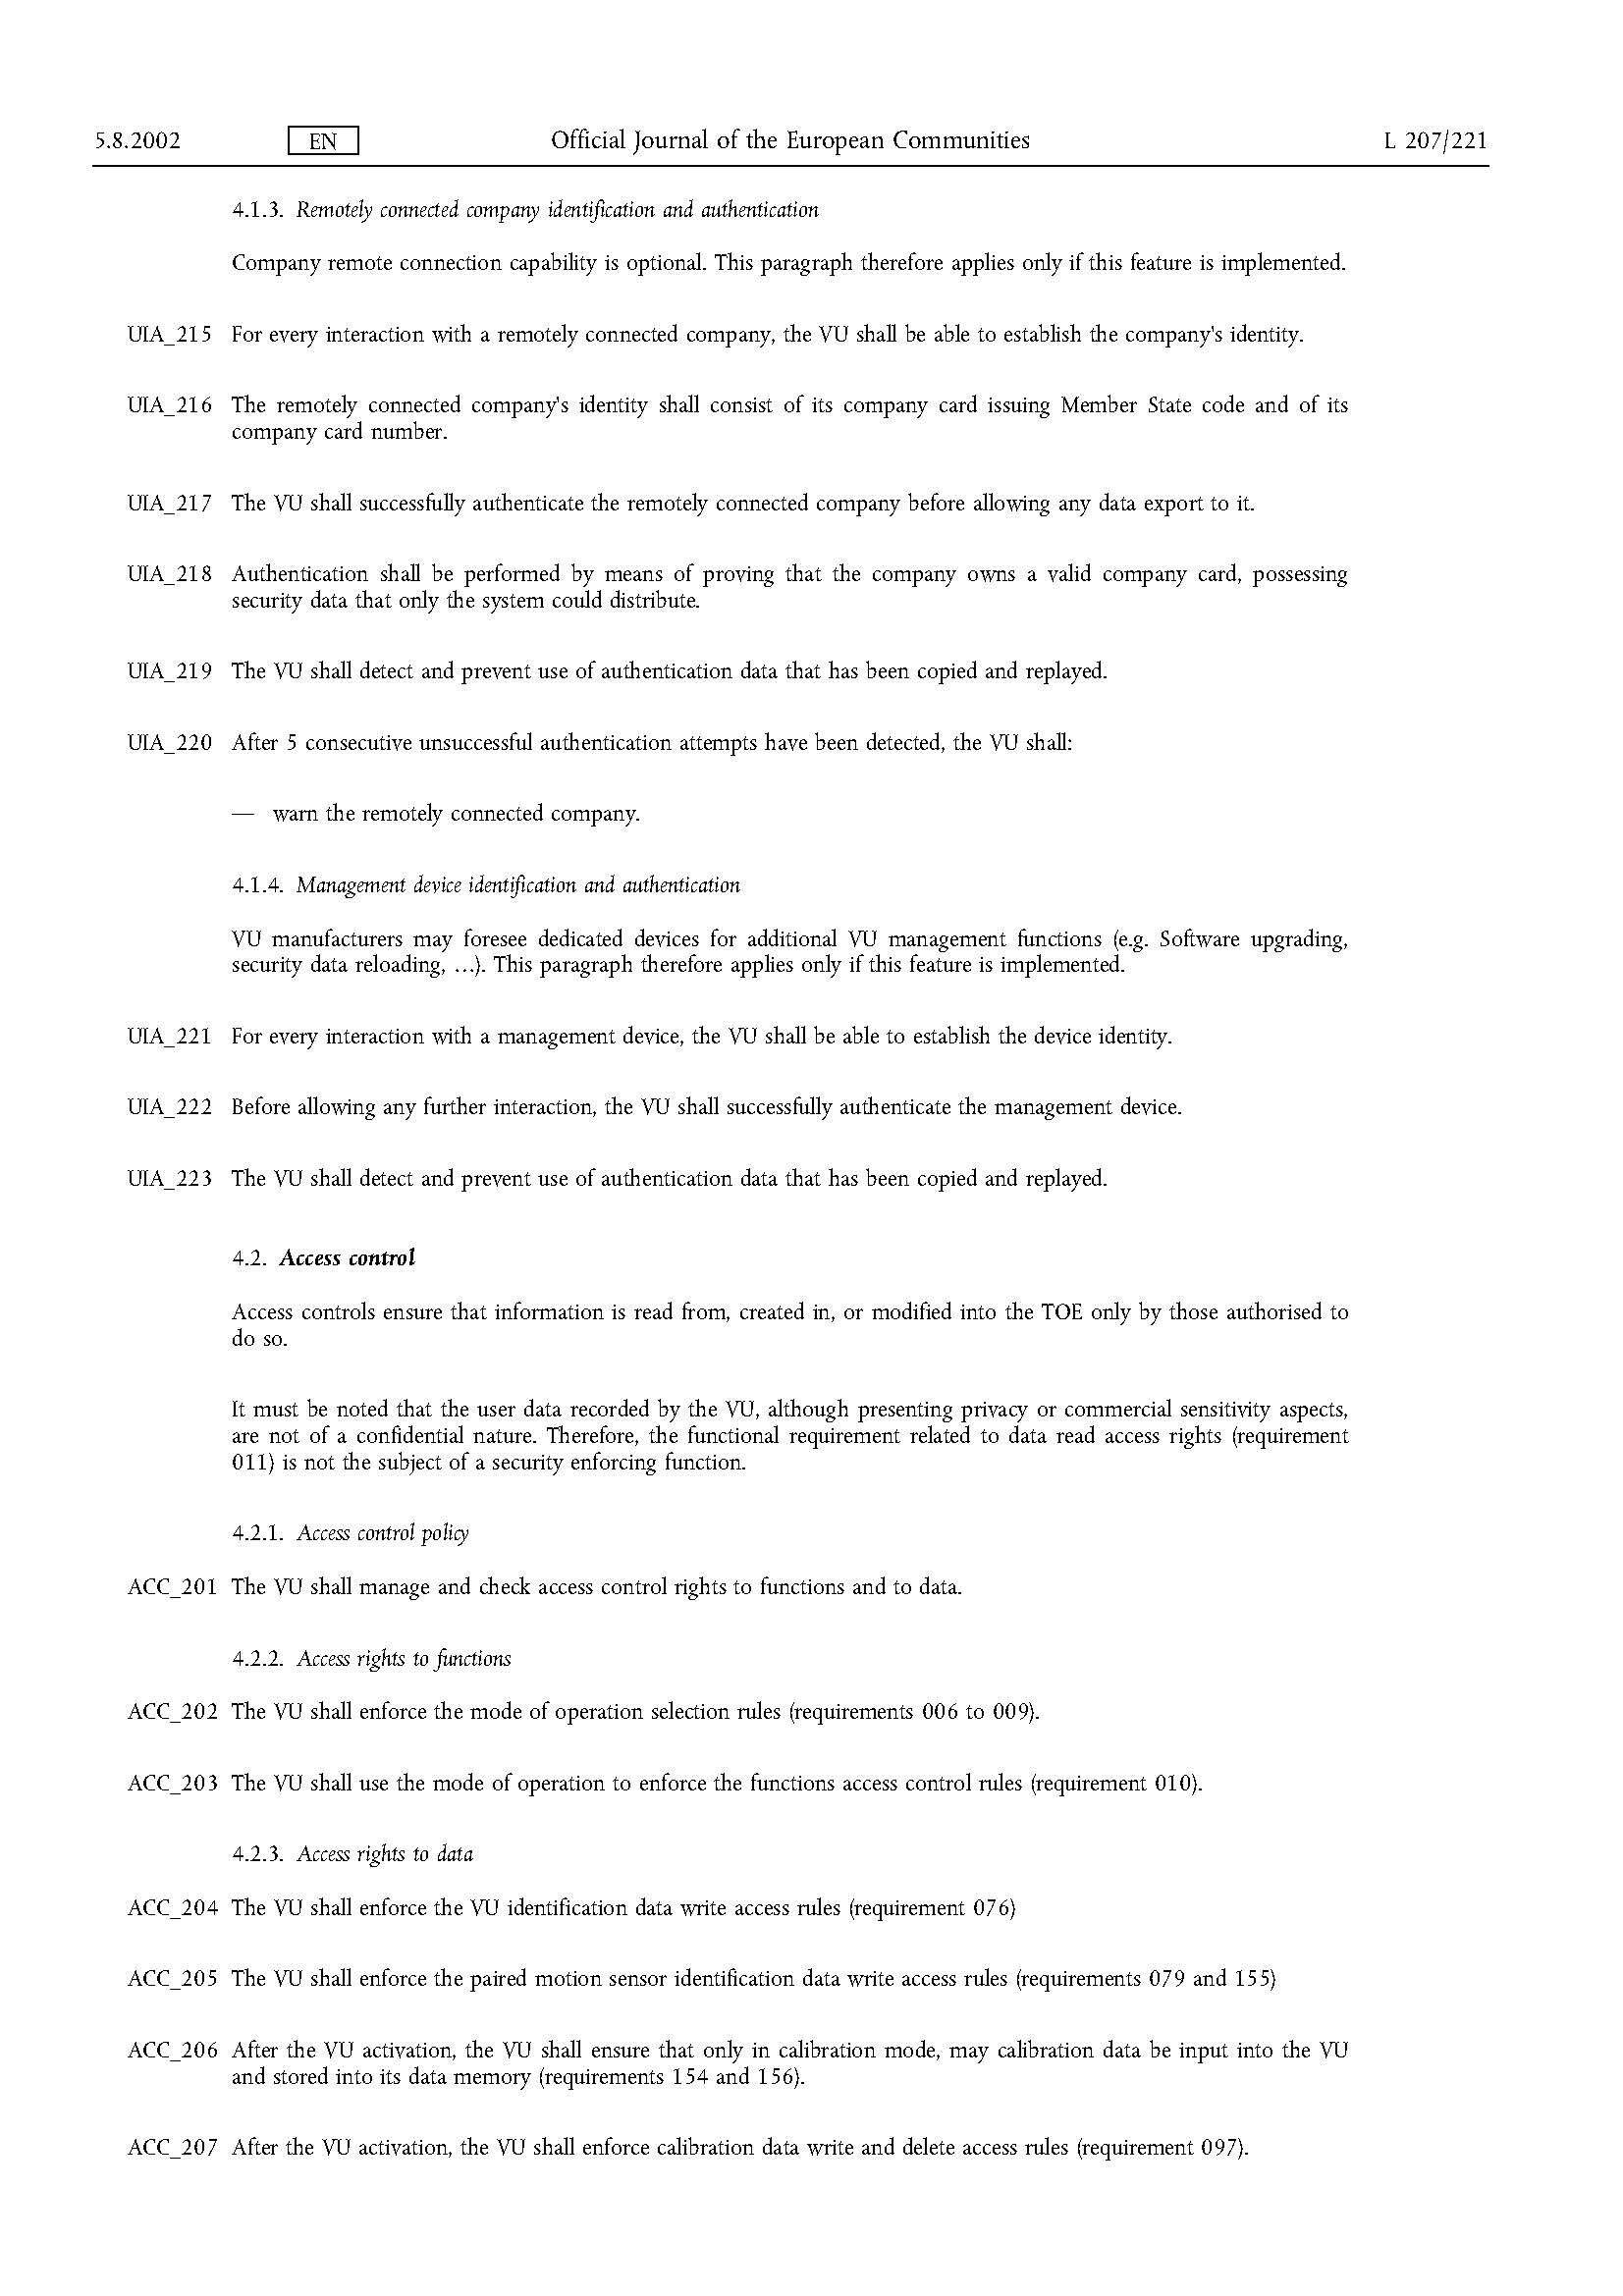 5.8.2002 EN Official Journal of the European Communities L 207/221
4.1.3. Remotely connected company identification and authentication
Company remote connection capability is optional. This paragraph therefore applies only if this feature is implemented.
UIA_215 For every interaction with a remotely connected company, the VU shall be able to establish the company's identity.
UIA_216 The remotely connected company's identity shall consist of its company card issuing Member State code and of its
company card number.
UIA_217 The VU shall successfully authenticate the remotely connected company before allowing any data export to it.
UIA_218 Authentication shall be performed by means of proving that the company owns a valid company card, possessing
security data that only the system could distribute.
UIA_219 The VU shall detect and prevent use of authentication data that has been copied and replayed.
UIA_220 After 5 consecutive unsuccessful authentication attempts have been detected, the VU shall:
— warn the remotely connected company.
4.1.4. Management device identification and authentication
VU manufacturers may foresee dedicated devices for additional VU management functions (e.g. Software upgrading,
security data reloading, …). This paragraph therefore applies only if this feature is implemented.
UIA_221 For every interaction with a management device, the VU shall be able to establish the device identity.
UIA_222 Before allowing any further interaction, the VU shall successfully authenticate the management device.
UIA_223 The VU shall detect and prevent use of authentication data that has been copied and replayed.
4.2. Access control
Access controls ensure that information is read from, created in, or modified into the TOE only by those authorised to
do so.
It must be noted that the user data recorded by the VU, although presenting privacy or commercial sensitivity aspects,
are not of a confidential nature. Therefore, the functional requirement related to data read access rights (requirement
011) is not the subject of a security enforcing function.
4.2.1. Access control policy
ACC_201 The VU shall manage and check access control rights to functions and to data.
4.2.2. Access rights to functions
ACC_202 The VU shall enforce the mode of operation selection rules (requirements 006 to 009).
ACC_203 The VU shall use the mode of operation to enforce the functions access control rules (requirement 010).
4.2.3. Access rights to data
ACC_204 The VU shall enforce the VU identification data write access rules (requirement 076)
ACC_205 The VU shall enforce the paired motion sensor identification data write access rules (requirements 079 and 155)
ACC_206 After the VU activation, the VU shall ensure that only in calibration mode, may calibration data be input into the VU
and stored into its data memory (requirements 154 and 156).
ACC_207 After the VU activation, the VU shall enforce calibration data write and delete access rules (requirement 097).